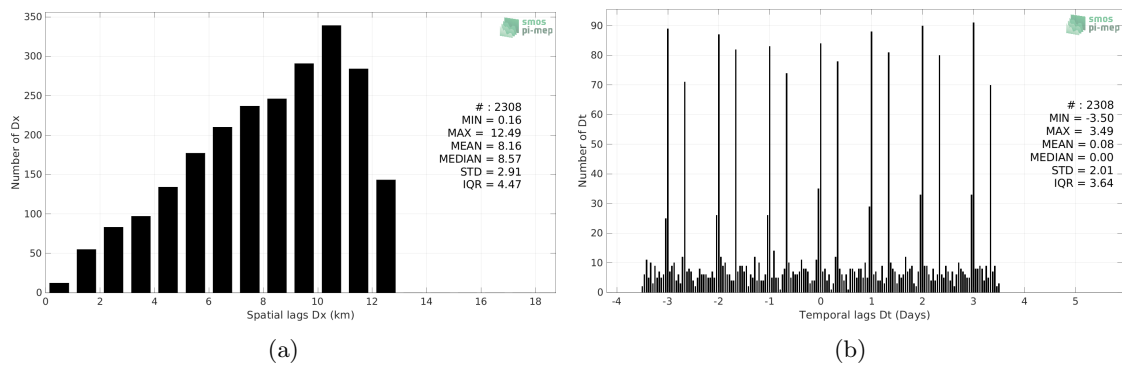 smos
pi-mep
350
300
250
200
150
100
50
0
Number of Dx
# : 2308
MIN = 0.16
MAX = 12.49
MEAN = 8.16
MEDIAN = 8.57
STD = 2.91
IQR = 4.47
0 2 4 6 8 10 12 14 16 18
Spatial lags Dx (km)
(a)
smos
pi-mep
90
80
70
60
50
40
30
20
10
0
Number of Dt
# : 2308
MIN = -3.50
MAX = 3.49
MEAN = 0.08
MEDIAN = 0.00
STD = 2.01
IQR = 3.64
-4 -3 -2 -1 0 1 2 3 4 5
Temporal lags Dt (Days)
(b)